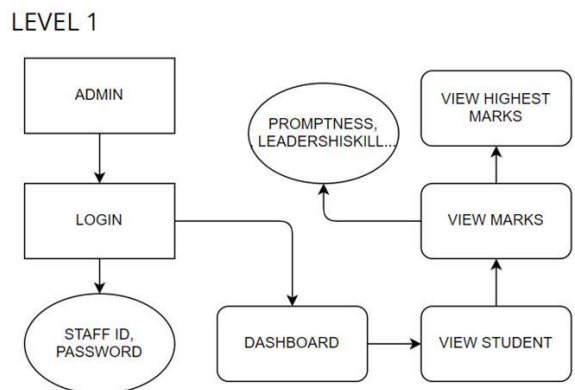 LEVEL 1
ADMIN
LOGIN
STAFF ID,
PASSWORD
DASHBOARD
VIEW STUDENT
VIEW MARKS
PROMPTNESS,
, LEADERSHISKILL...
VIEW HIGHEST
MARKS